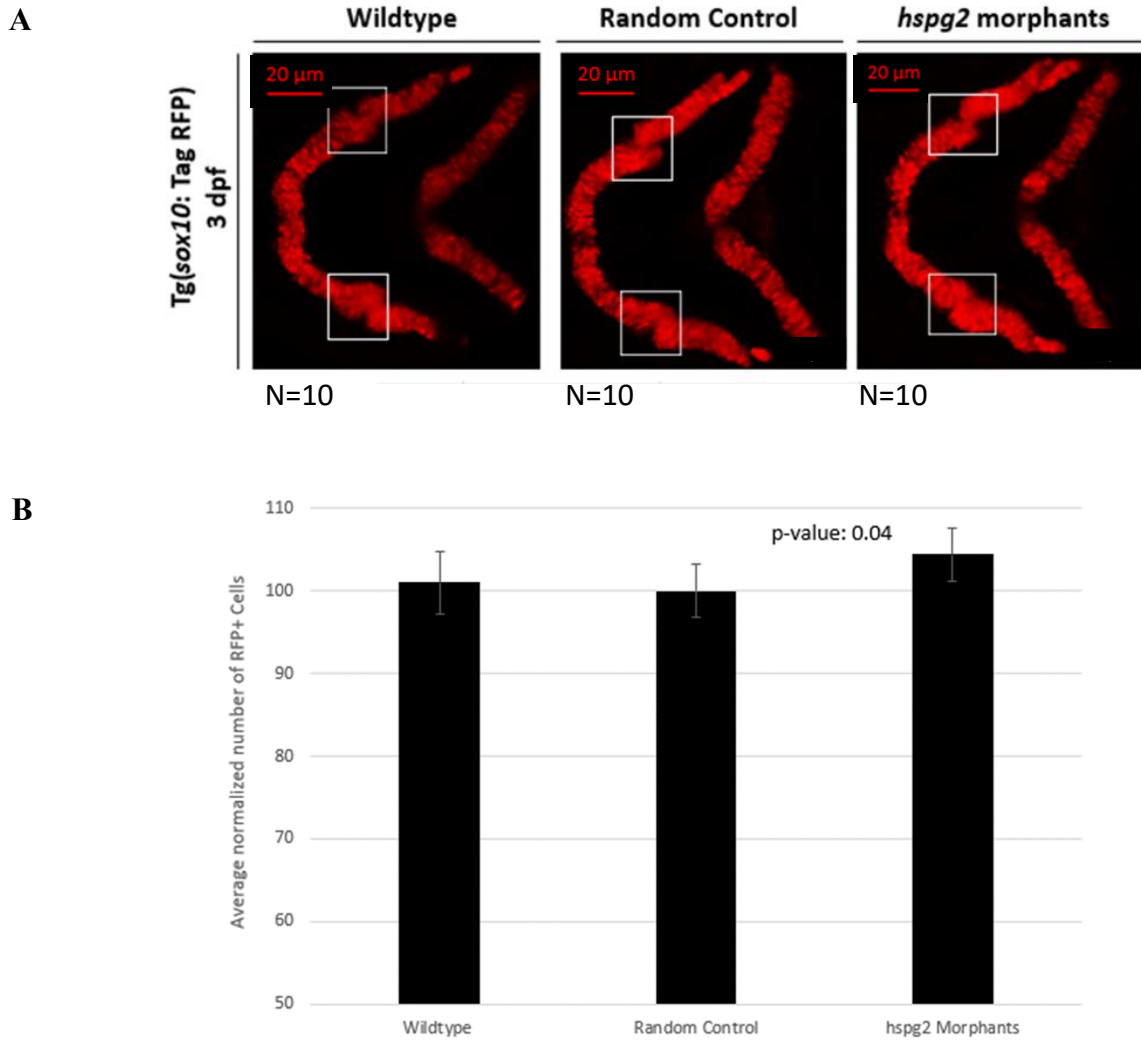 A
Wildtype
Random Control
hspg2 morphants
Tg(sox10: Tag RFP)
3 dpf
20 µm
20 µm
20 µm
N=10
N=10
N=10
B
Average normalized number of RFP+ Cells
110
100
90
80
70
60
50
p-value: 0.04
Wildtype
Random Control
hspg2 Morphants